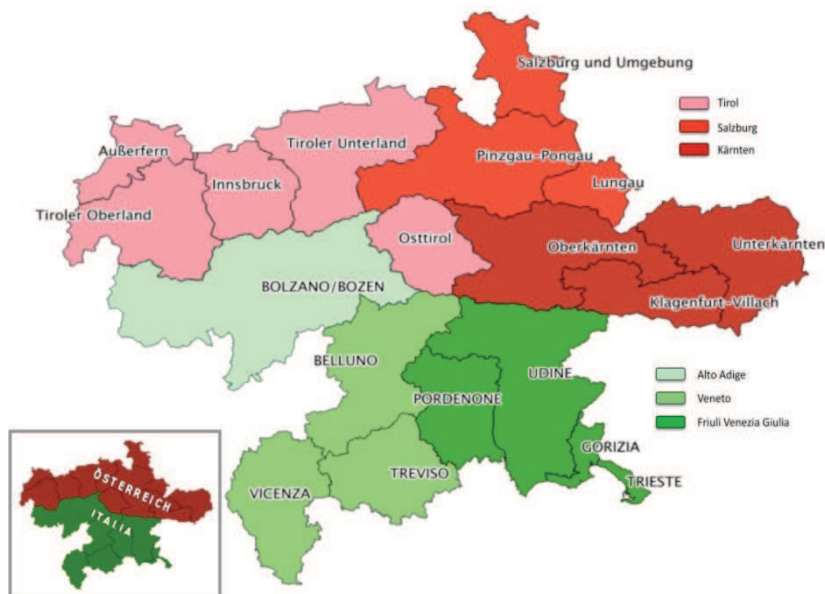 Salzburg und Umgebung
Tirol
Salzburg
Kärnten
Außerfern
Tiroler Unterland
Pinzgau-Pongau
Innsbruck
Lungau
Tiroler Oberland
Osttirol
Oberkärnten
Unterkärnten
BOLZANO/BOZEN
Klagenfurt-Villach
BELLUNO
UDINE
Alto Adige
PORDENONE
Veneto
Friuli Venezia Giulia
GORIZIA
TREVISO
VICENZA
TRIESTE
ÖSTERREICH
ITALIA